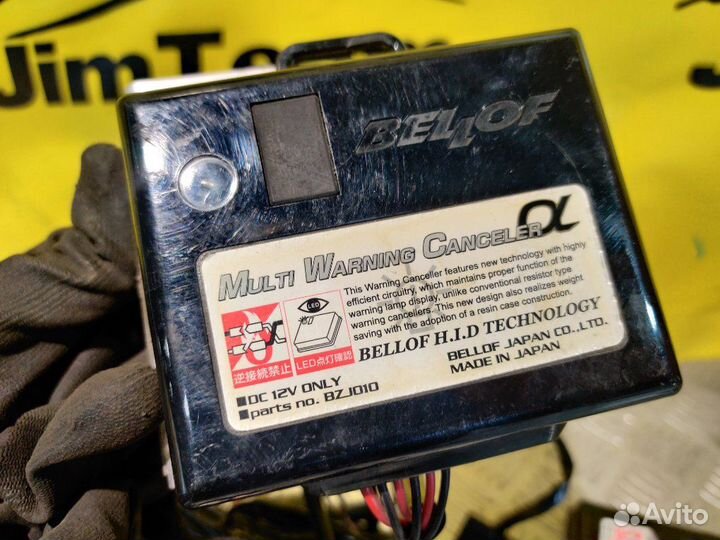 JimT
BELLOF
MULTI WARNING CANCELER α
This Warning Canceller features new technology with highly
efficient circuitry, which maintains proper function of the
warning lamp display, unlike conventional resistor type
warning cancellers. This new design also realizes weight
saving with the adoption of a resin case construction.
LED
逆接続禁止
LED点灯確認
BELLOF H.I.D TECHNOLOGY
■DC 12V ONLY
■parts no. BZJ010
BELLOF JAPAN CO.,LTD.
MADE IN JAPAN
Avito